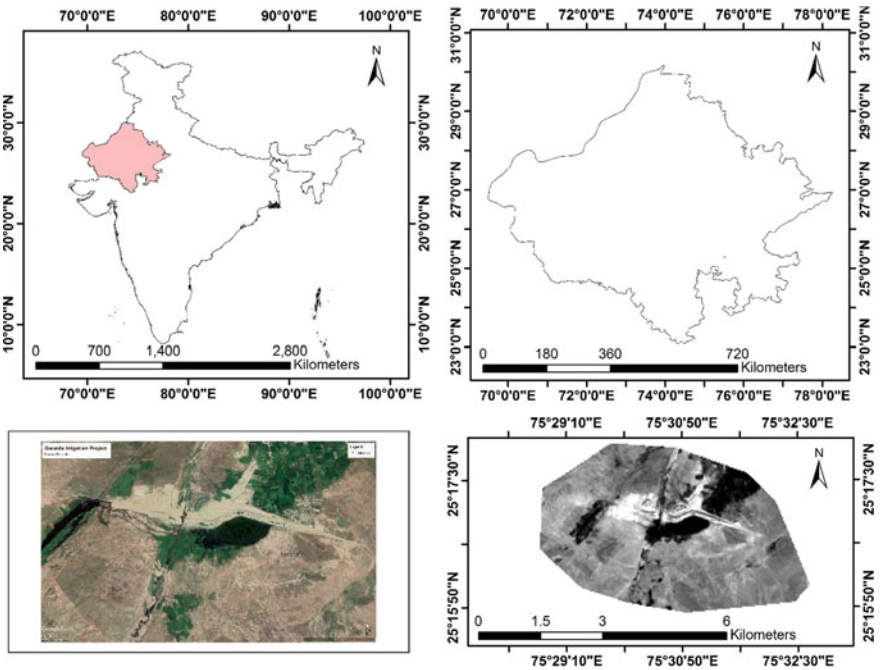 70°0'0"E 80°0'0"E 90°0'0"E 100°0'0"E
N
30°0'0"N
20°0'0"N
10°0'0"N
30°0'0"N
20°0'0"N
10°0'0"N
0 700 1,400 2,800
Kilometers
70°0'0"E 80°0'0"E 90°0'0"E 100°0'0"E
70°0'0"E 72°0'0"E 74°0'0"E 76°0'0"E 78°0'0"E
N
31°0'0"N
29°0'0"N
27°0'0"N
25°0'0"N
23°0'0"N
31°0'0"N
29°0'0"N
27°0'0"N
25°0'0"N
23°0'0"N
0 180 360 720
Kilometers
70°0'0"E 72°0'0"E 74°0'0"E 76°0'0"E 78°0'0"E
Gararda Irrigation Project
75°29'10"E 75°30'50"E 75°32'30"E
N
25°17'30"N
25°15'50"N
25°17'30"N
25°15'50"N
0 1.5 3 6
Kilometers
75°29'10"E 75°30'50"E 75°32'30"E